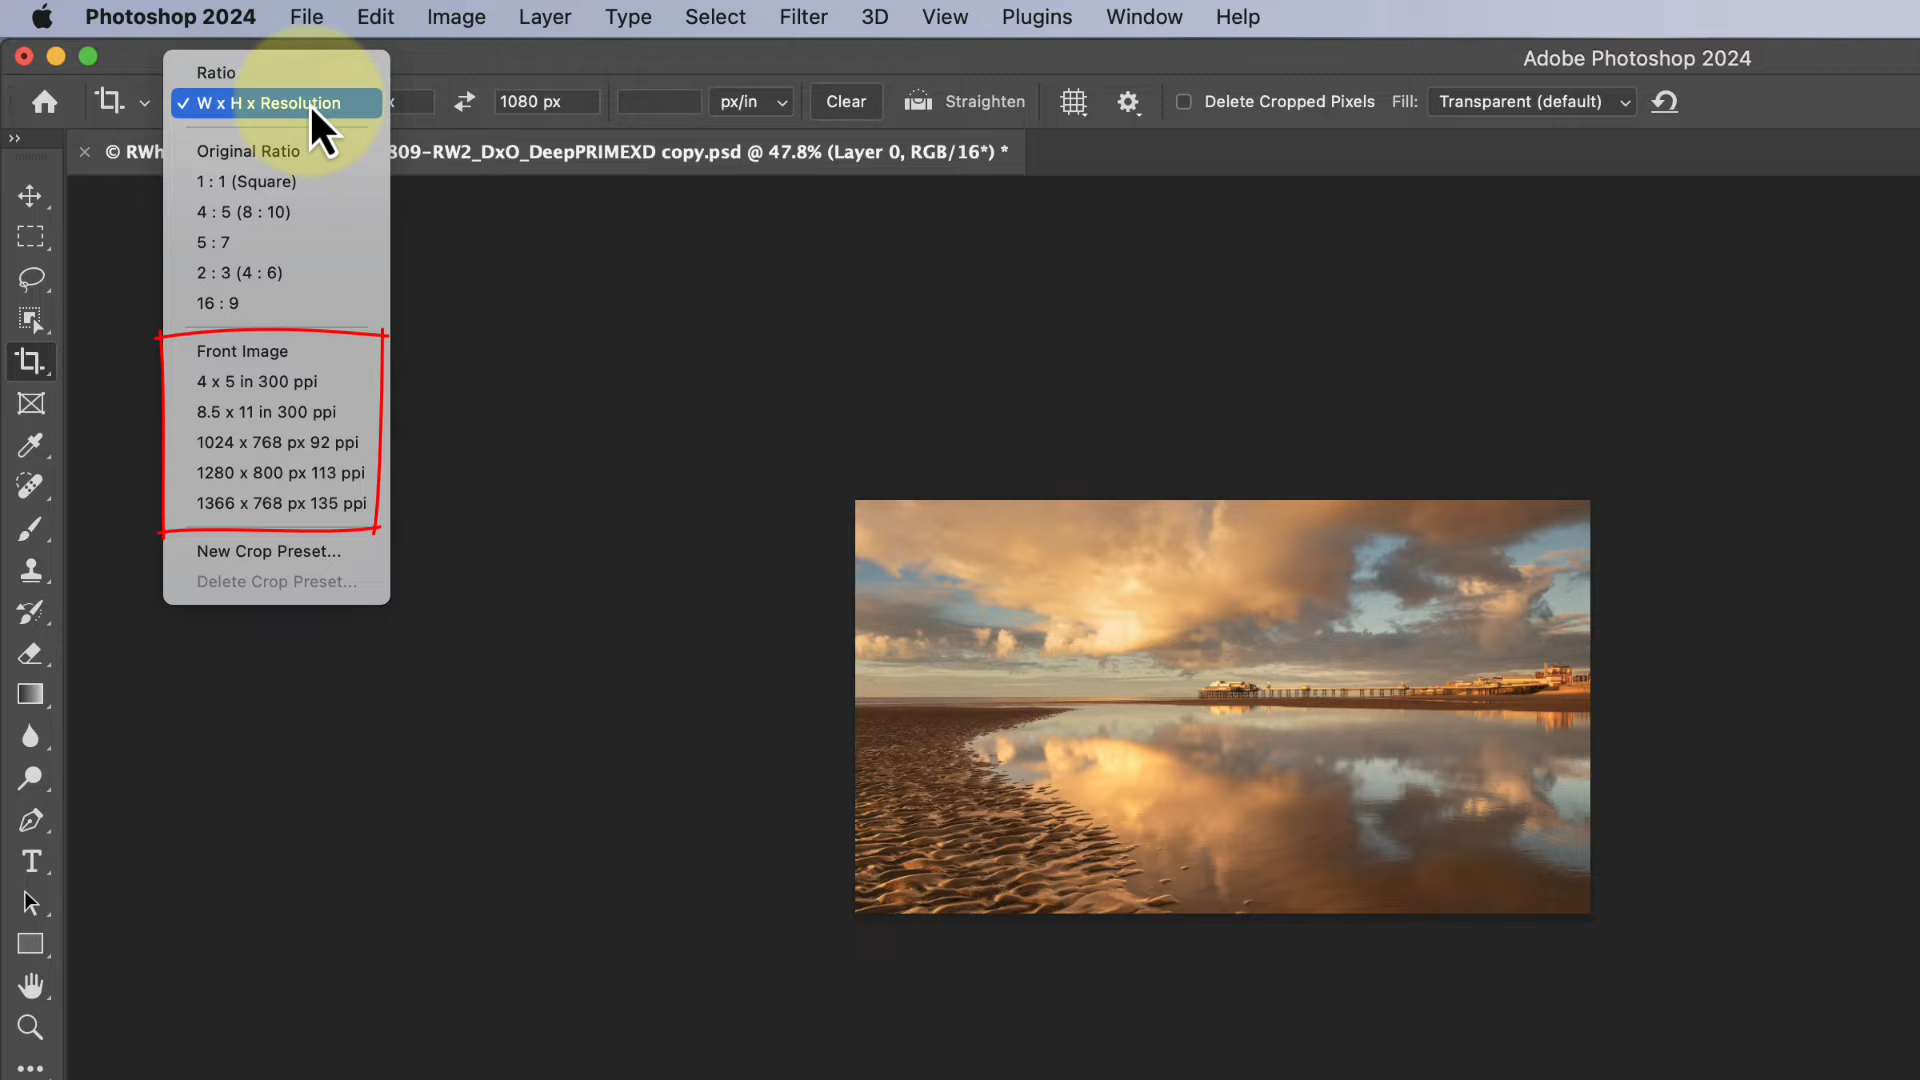 Photoshop 2024 File Edit Image Layer Type Select Filter 3D View Plugins Window Help
Adobe Photoshop 2024
Ratio
✓ W x H x Resolution
x 1080 px px/in Clear Straighten Delete Cropped Pixels Fill: Transparent (default)
× © RWh 309-RW2_DxO_DeepPRIMEXD copy.psd @ 47.8% (Layer 0, RGB/16*) *
Original Ratio
1 : 1 (Square)
4 : 5 (8 : 10)
5 : 7
2 : 3 (4 : 6)
16 : 9
Front Image
4 x 5 in 300 ppi
8.5 x 11 in 300 ppi
1024 x 768 px 92 ppi
1280 x 800 px 113 ppi
1366 x 768 px 135 ppi
New Crop Preset...
Delete Crop Preset...